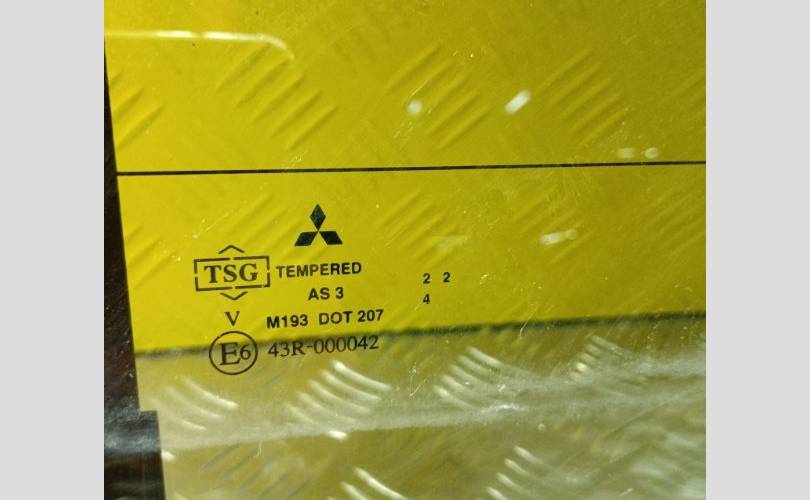 TSG TEMPERED
AS 3
2 2
4
V M193 DOT 207
E6 43R-000042